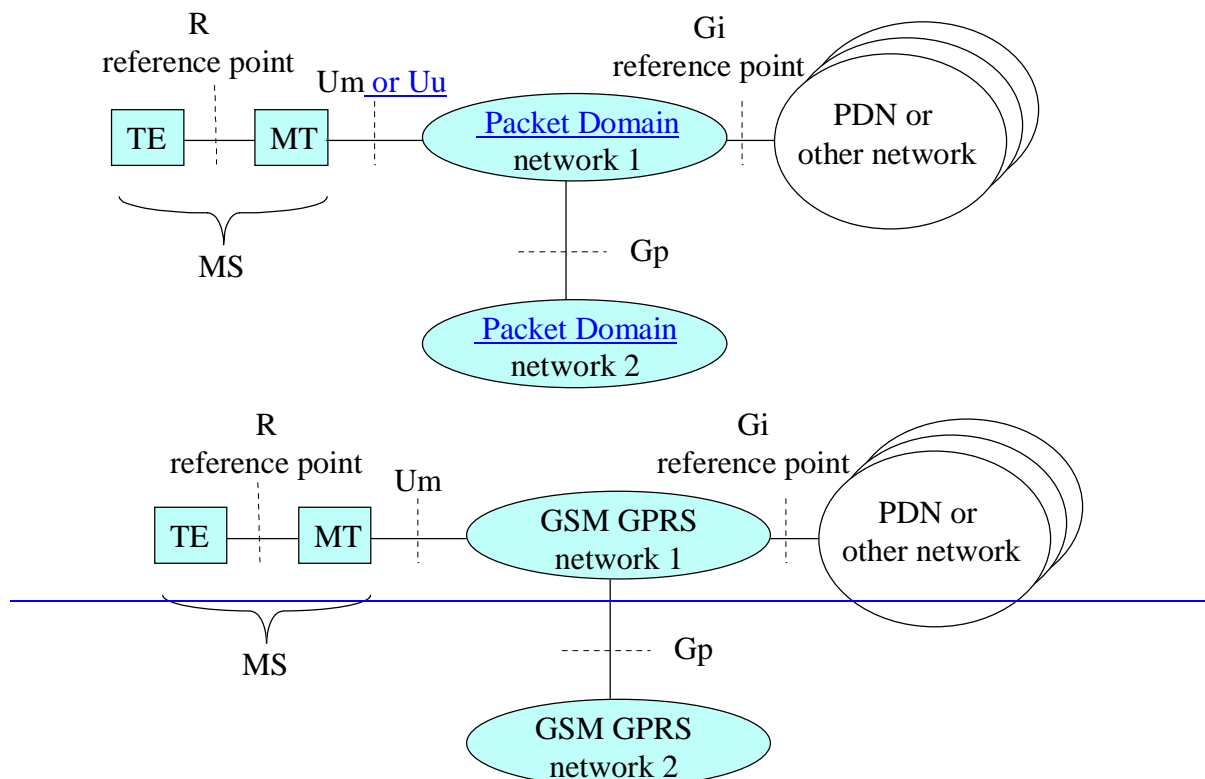 R
reference point
Um or Uu
Gi
reference point
TE
MT
Packet Domain
network 1
PDN or
other network
MS
Gp
Packet Domain
network 2
R
reference point
Um
Gi
reference point
TE
MT
GSM GPRS
network 1
PDN or
other network
MS
Gp
GSM GPRS
network 2